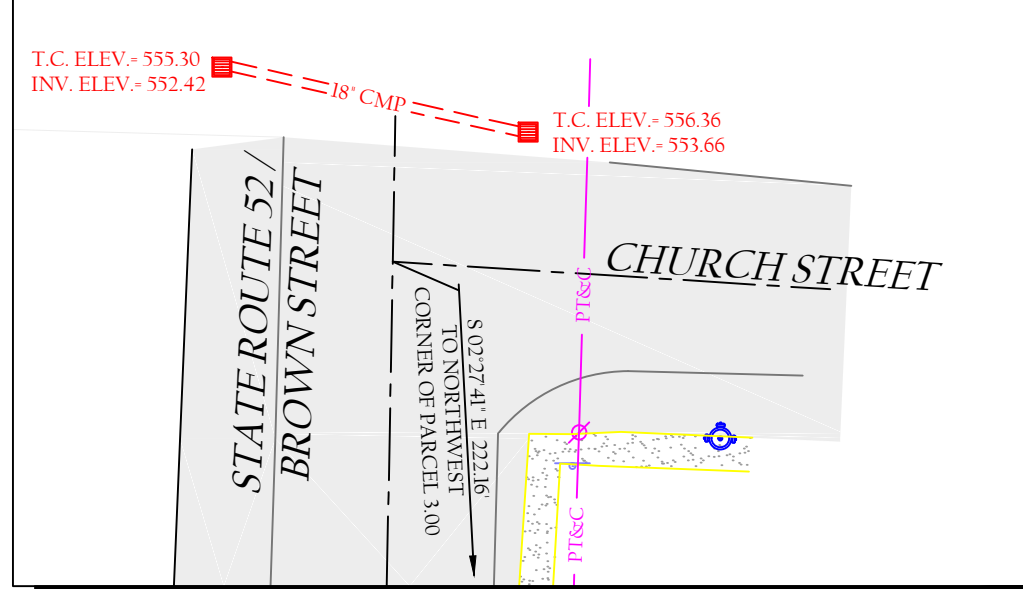 T.C. ELEV.= 555.30
INV. ELEV.= 552.42
18" CMP
T.C. ELEV.= 556.36
INV. ELEV.= 553.66
STATE ROUTE 52 /
BROWN STREET
CHURCH STREET
PT&C
S 02°27'41" E 222.16'
TO NORTHWEST
CORNER OF PARCEL 3.00
PT&C